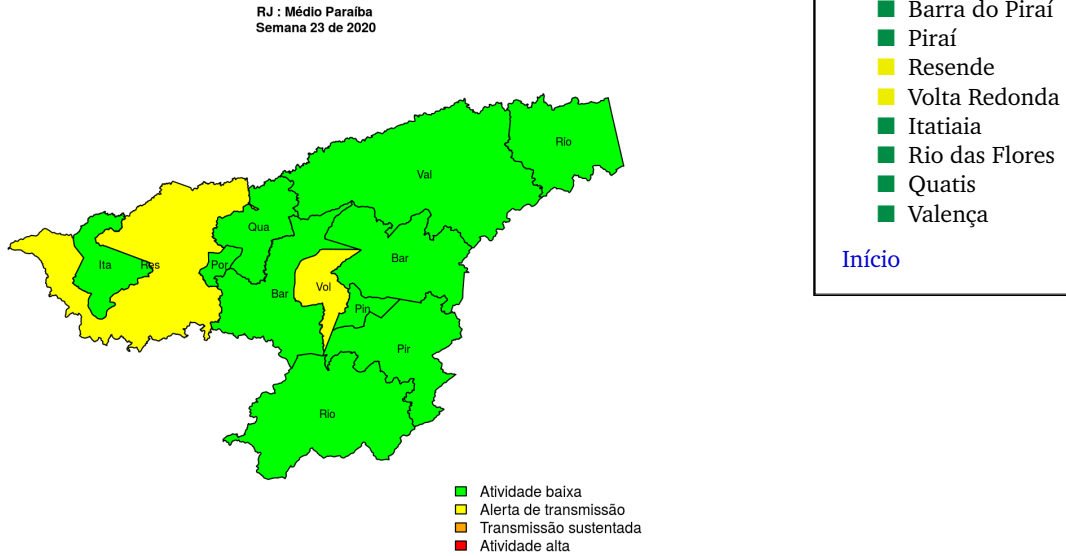 RJ : Médio Paraíba
Semana 23 de 2020
Rio
Val
Qua
Bar
Ita
Res
Por
Bar
Vol
Pin
Pir
Rio
Atividade baixa
Alerta de transmissão
Transmissão sustentada
Atividade alta
Barra do Piraí
Piraí
Resende
Volta Redonda
Itatiaia
Rio das Flores
Quatis
Valença
Início